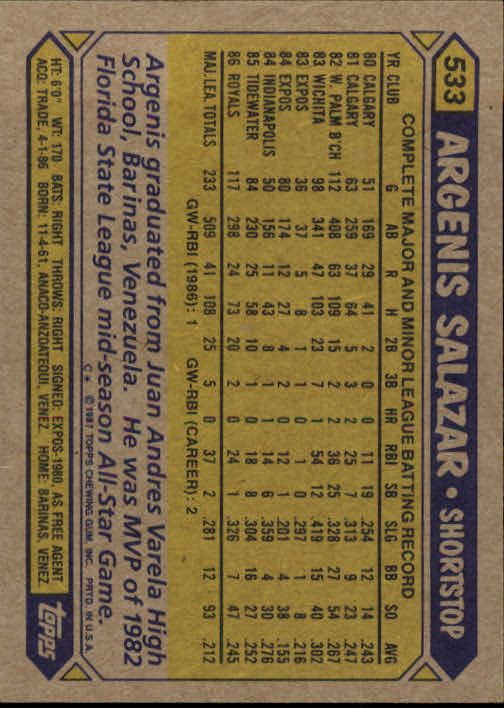 533 ARGENIS SALAZAR • SHORTSTOP
COMPLETE MAJOR AND MINOR LEAGUE BATTING RECORD
YR CLUB G AB R H 2B 3B HR RBI SB SLG BB SO AVG
80 CALGARY 51 169 29 41 2 0 0 11 19 .254 12 14 .243
81 CALGARY 63 259 37 64 5 3 2 25 7 .313 9 23 .247
82 W. PALM B'CH 112 408 63 109 15 2 2 36 25 .328 27 54 .267
83 WICHITA 98 341 47 103 23 7 1 54 12 .419 15 40 .302
83 EXPOS 36 37 5 8 1 1 0 1 0 .297 1 8 .216
84 EXPOS 80 174 12 27 4 2 0 12 1 .201 4 38 .155
84 INDIANAPOLIS 50 156 11 43 8 1 1 14 6 .359 4 30 .276
85 TIDEWATER 84 230 25 58 10 1 0 18 8 .304 16 27 .252
86 ROYALS 117 298 24 73 20 2 0 24 1 .326 7 47 .245
MAJ. LEA. TOTALS 233 509 41 108 25 5 0 37 2 .281 12 93 .212
GW-RBI (1986): 1 GW-RBI (CAREER): 2
Argenis graduated from Juan Andres Varela High
School, Barinas, Venezuela. He was MVP of 1982
Florida State League mid-season All-Star Game.
C* © 1987 TOPPS CHEWING GUM, INC. PRTD. IN U.S.A.
HT: 6'0" WT: 170 BATS: RIGHT THROWS: RIGHT SIGNED: EXPOS-1980, AS FREE AGENT
ACQ: TRADE, 4-1-86 BORN: 11-4-61, ANACO-ANZOATEQUI, VENEZ. HOME: BARINAS, VENEZ.
topps